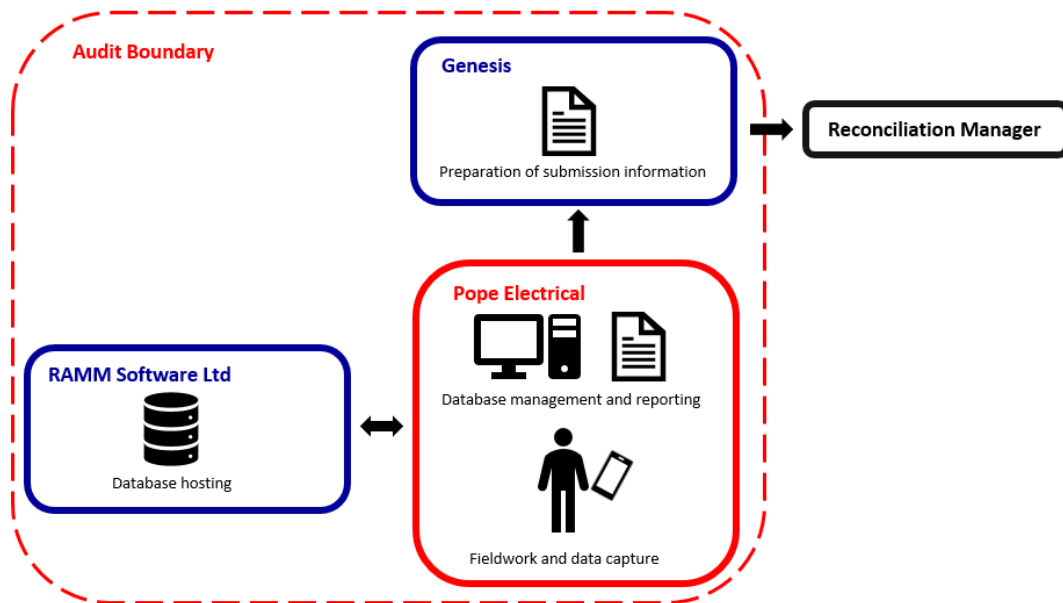 Audit Boundary
Genesis
Preparation of submission information
Reconciliation Manager
Pope Electrical
Database management and reporting
RAMM Software Ltd
Database hosting
Fieldwork and data capture